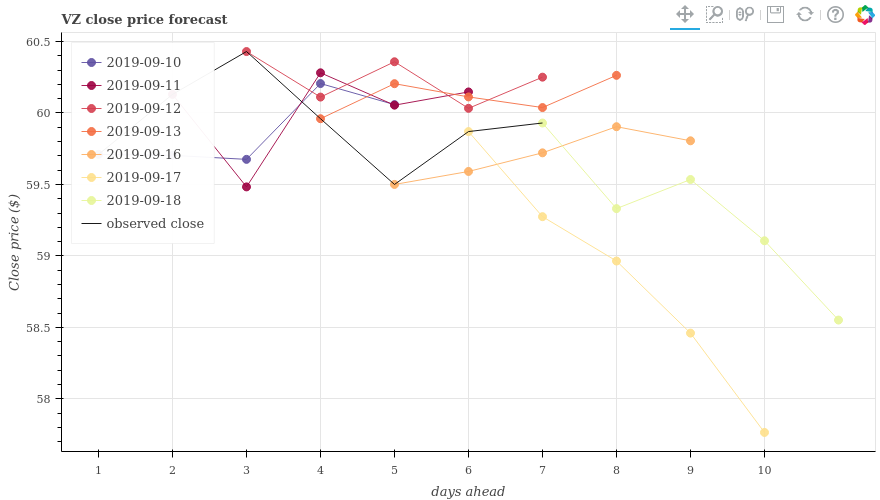 VZ close price forecast
60.5
60
59.5
59
58.5
58
Close price ($)
2019-09-10
2019-09-11
2019-09-12
2019-09-13
2019-09-16
2019-09-17
2019-09-18
observed close
1 2 3 4 5 6 7 8 9 10
days ahead